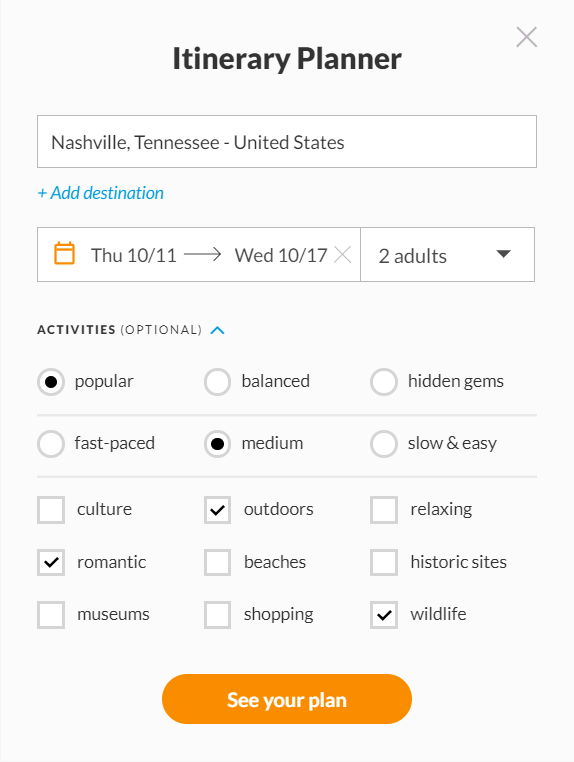 Itinerary Planner
Nashville, Tennessee - United States
+ Add destination
Thu 10/11 → Wed 10/17 2 adults
ACTIVITIES (OPTIONAL)
popular balanced hidden gems
fast-paced medium slow & easy
culture outdoors relaxing
romantic beaches historic sites
museums shopping wildlife
See your plan